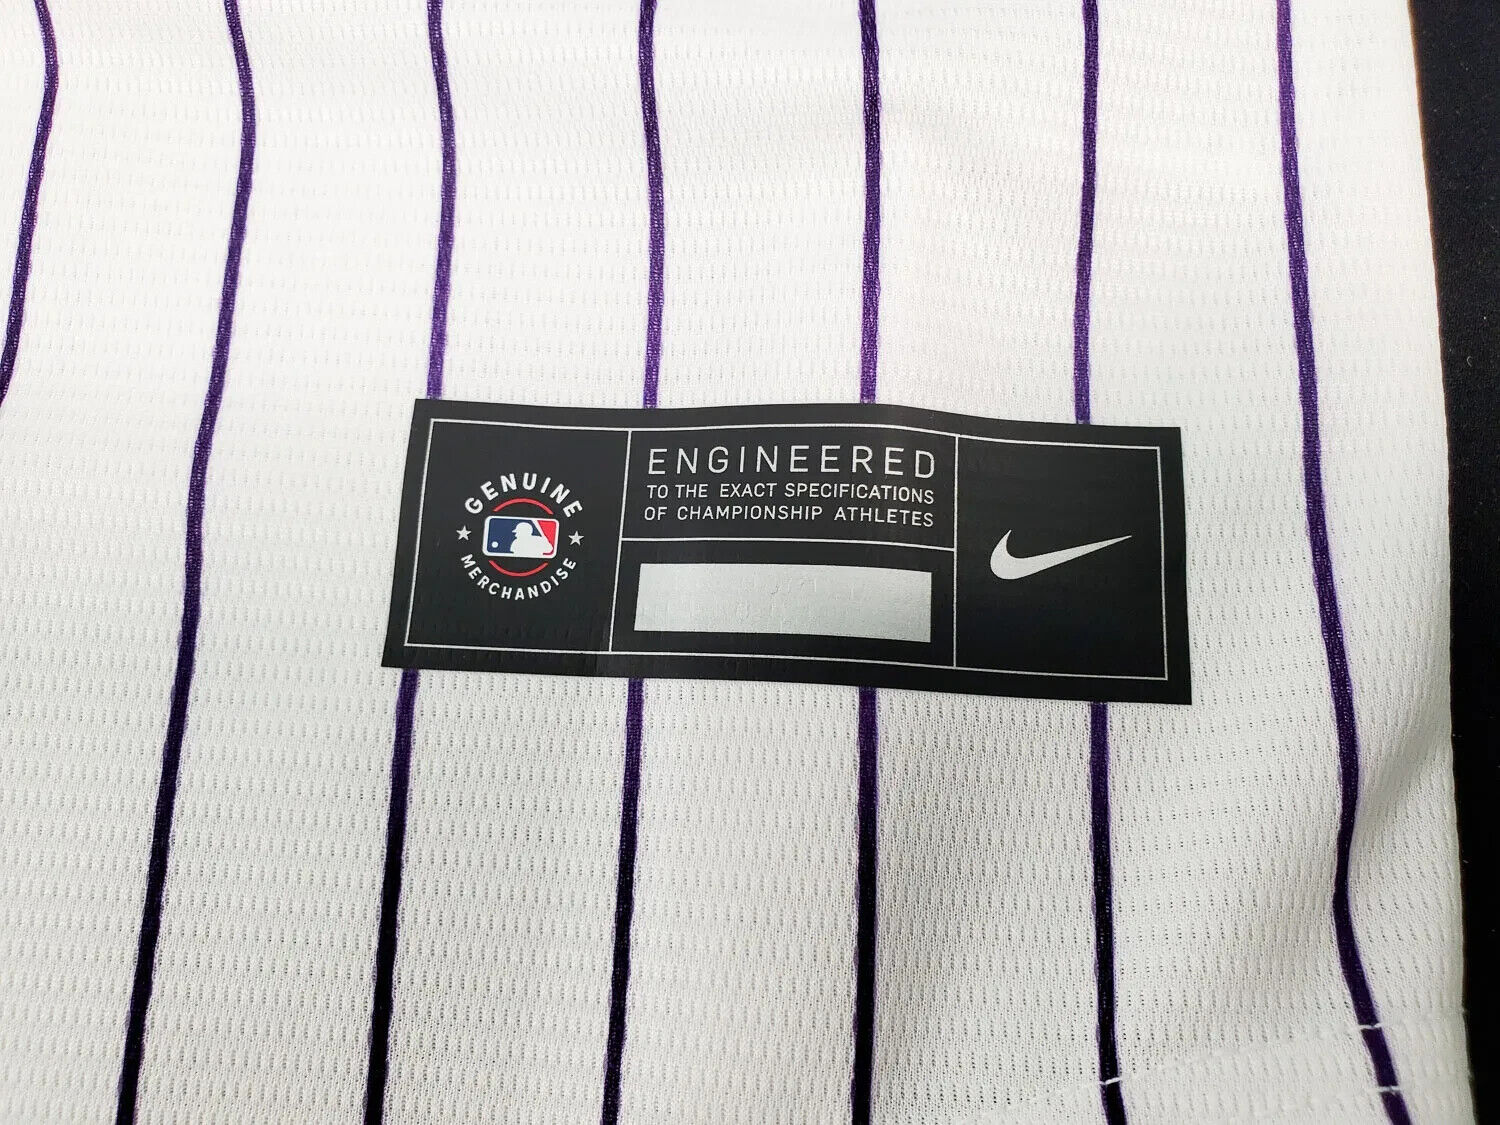 GENUINE
MERCHANDISE
ENGINEERED
TO THE EXACT SPECIFICATIONS
OF CHAMPIONSHIP ATHLETES